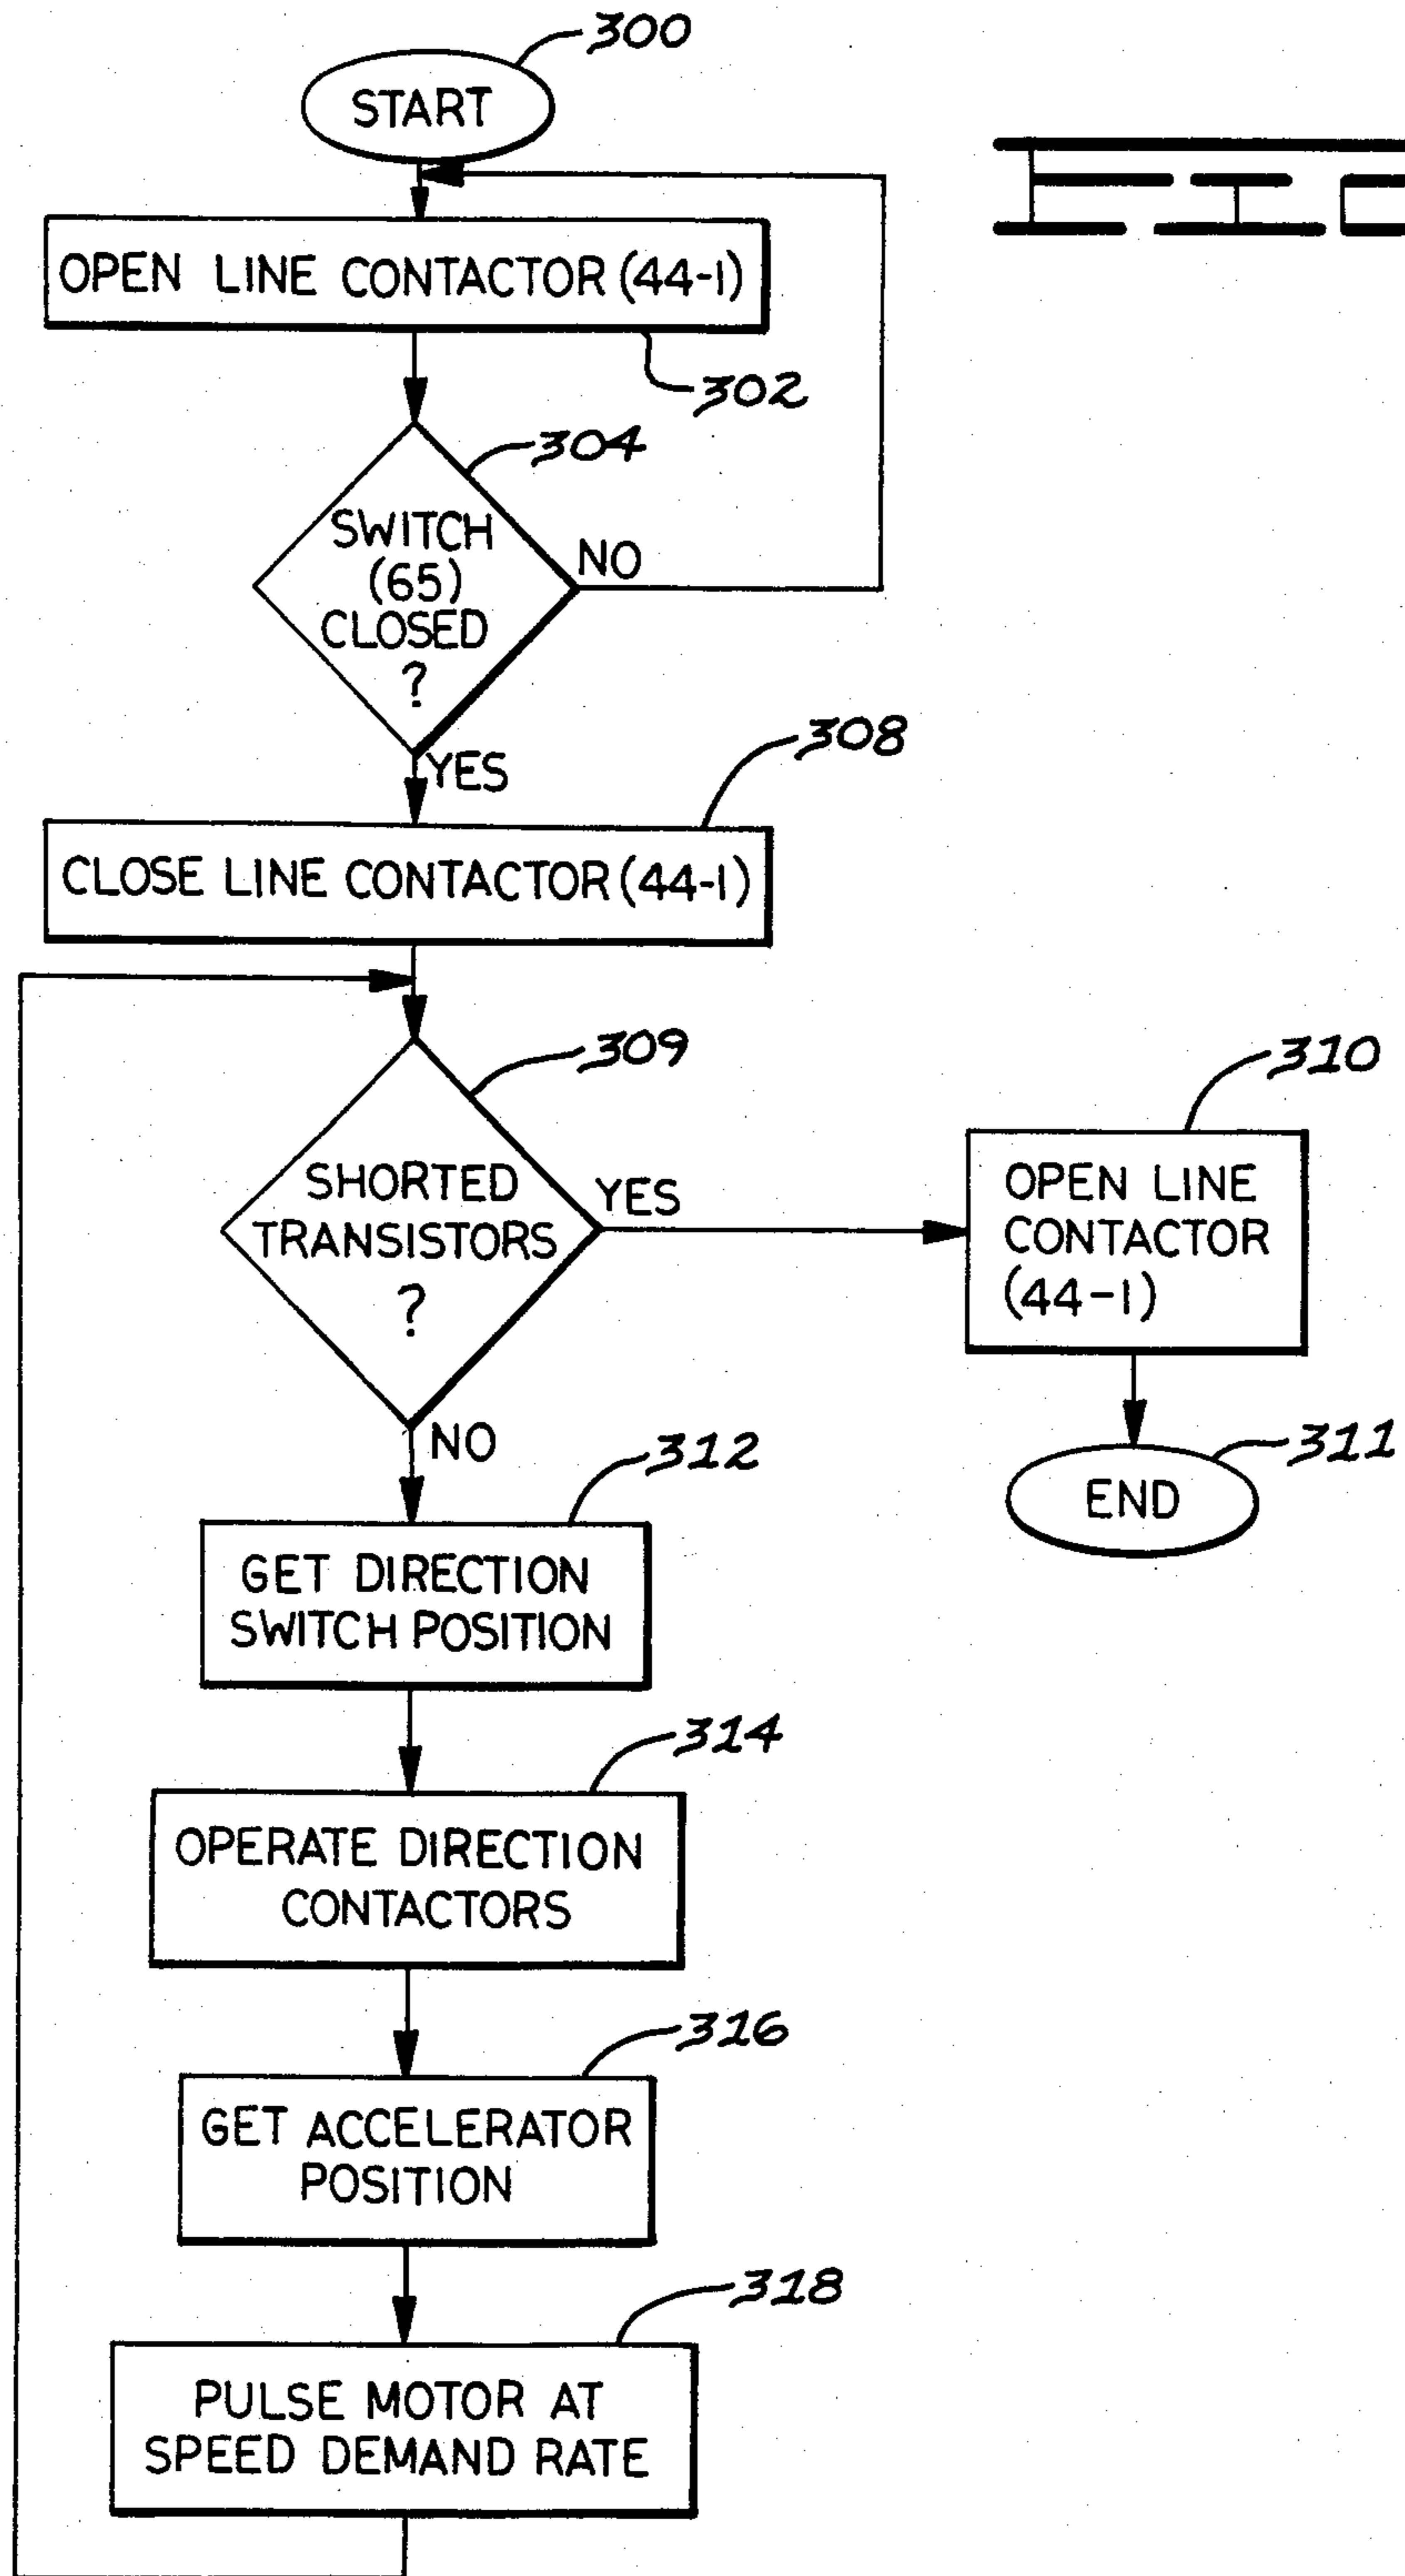 300
START
OPEN LINE CONTACTOR (44-1)
302
304
SWITCH
(65)
CLOSED
?
NO
YES
308
CLOSE LINE CONTACTOR (44-1)
309
SHORTED
TRANSISTORS
?
YES
310
OPEN LINE
CONTACTOR
(44-1)
311
END
NO
312
GET DIRECTION
SWITCH POSITION
314
OPERATE DIRECTION
CONTACTORS
316
GET ACCELERATOR
POSITION
318
PULSE MOTOR AT
SPEED DEMAND RATE